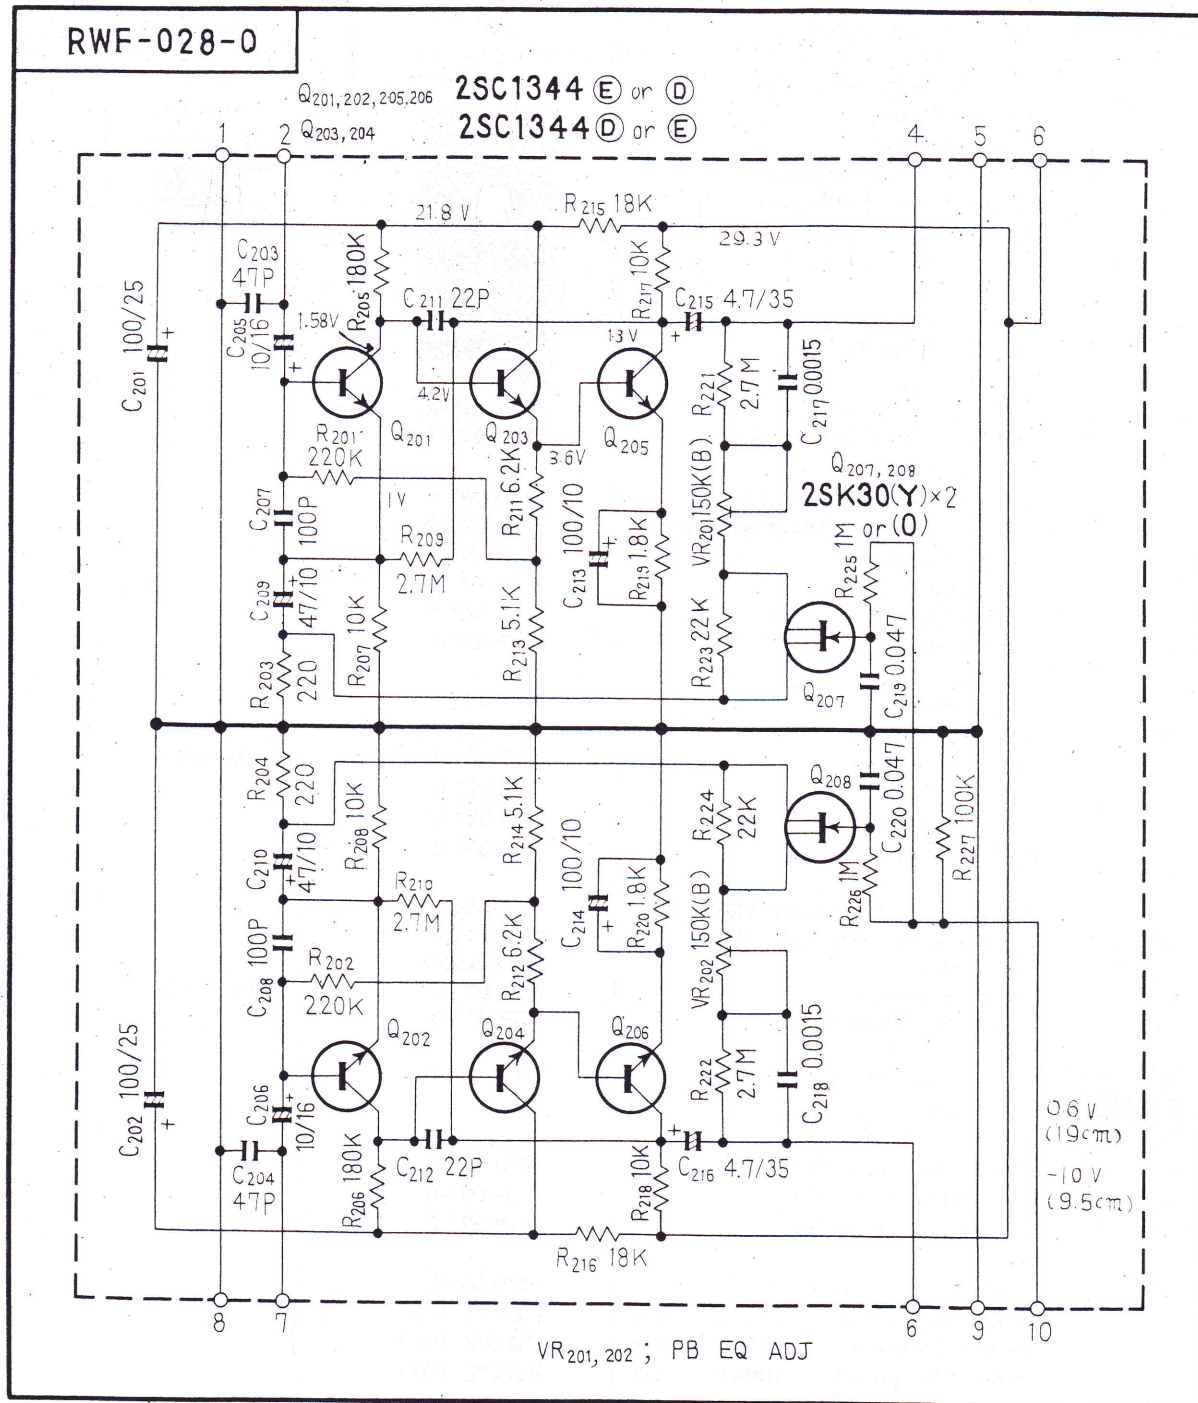 RWF-028-0
Q201, 202, 205, 206 2SC1344 Ⓔ or Ⓓ
Q203, 204 2SC1344 Ⓓ or Ⓔ
1 2 4 5 6
R215 18K
21.8 V
29.3V
C203
47P
R205 180K
R217 10K
C211 22P
C215 4.7/35
C201 100/25
+
C205
10/16
+
1.58V
13V
+
4.2V
R221
2.7M
C217 0.0015
R201
220K
Q201
Q203
3.6V
Q205
Q207, 208
2SK30(Y)×2
or (O)
C207
100P
1V
R211 6.2K
100/10
+
C213
R219 1.8K
VR201 150K(B)
R225 1M
R209
2.7M
C209
+
47/10
R207 10K
R213 5.1K
R223 22K
R203
220
Q207
C219 0.047
R204
220
R208 10K
R214 5.1K
R224
22K
Q208
C220 0.047
R227 100K
C210
47/10
+
R210
2.7M
100/10
C214
+
R220 1.8K
VR202 150K(B)
R226 1M
C208 100P
R202
220K
R212 6.2K
Q202
Q204
Q206
C202 100/25
+
C206
10/16
+
R222
2.7M
C218 0.0015
0.6V
(19cm)
-10V
(9.5cm)
C204
47P
R206 180K
C212 22P
+
C216 4.7/35
R218 10K
R216 18K
8 7 6 9 10
VR201, 202 ; PB EQ ADJ